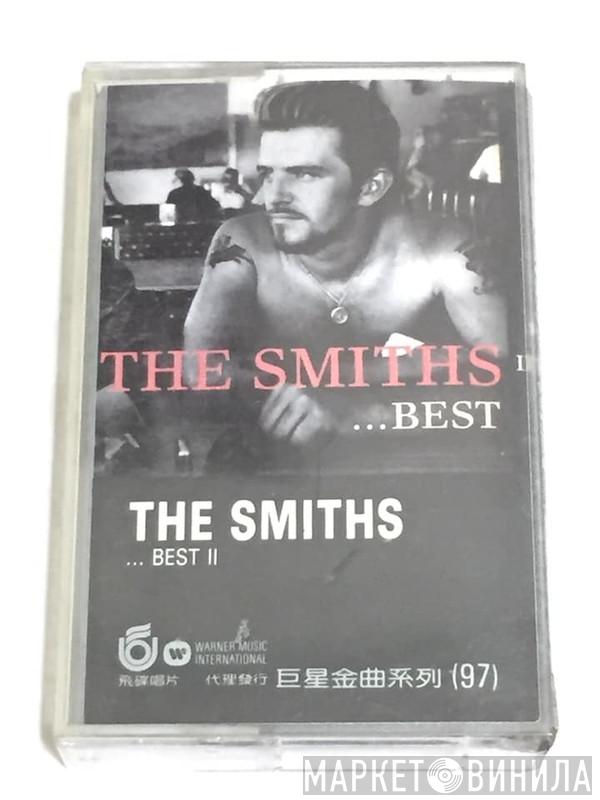 THE SMITHS I
...BEST
THE SMITHS
... BEST II
WARNER MUSIC
INTERNATIONAL
飛碟唱片 代理發行 巨星金曲系列 (97)
МАРКЕТ ВИНИЛА